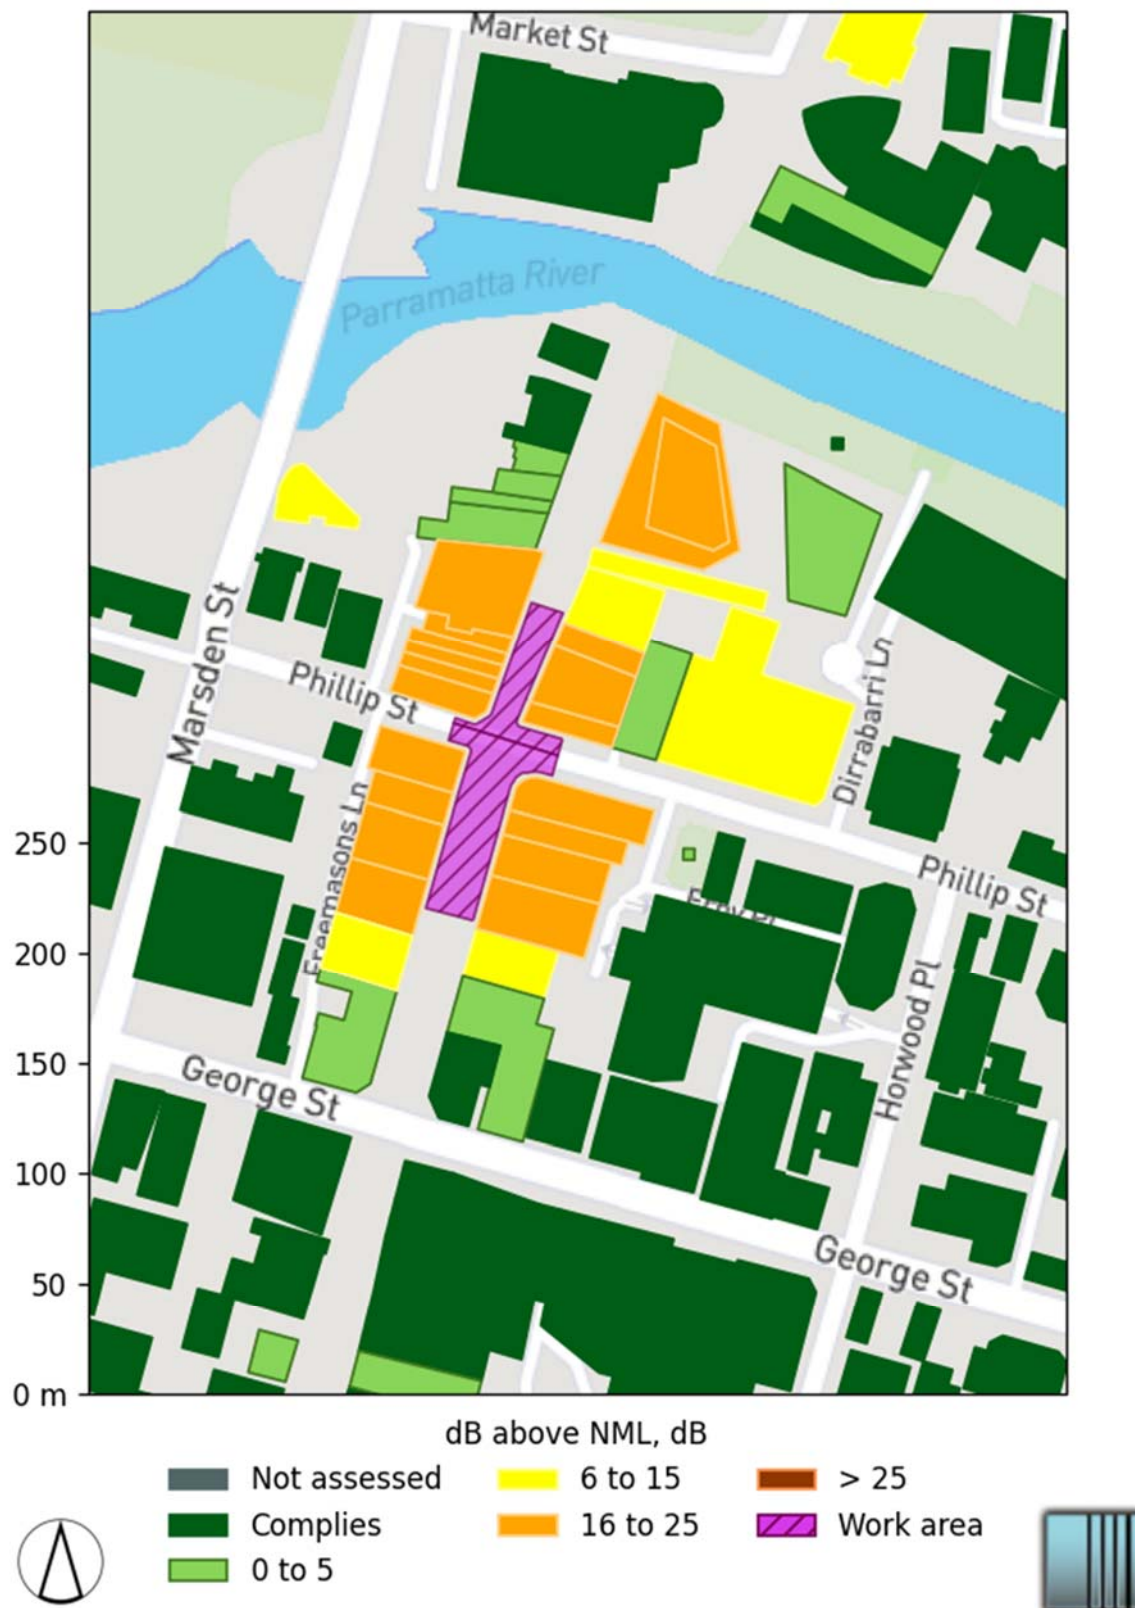 Market St
Parramatta River
Marsden St
Phillip St
Dirrabarri Ln
Freemasons Ln
Phillip St
Erby Pl
Horwood Pl
George St
George St
250
200
150
100
50
0 m
dB above NML, dB
Not assessed
6 to 15
> 25
Complies
16 to 25
Work area
0 to 5